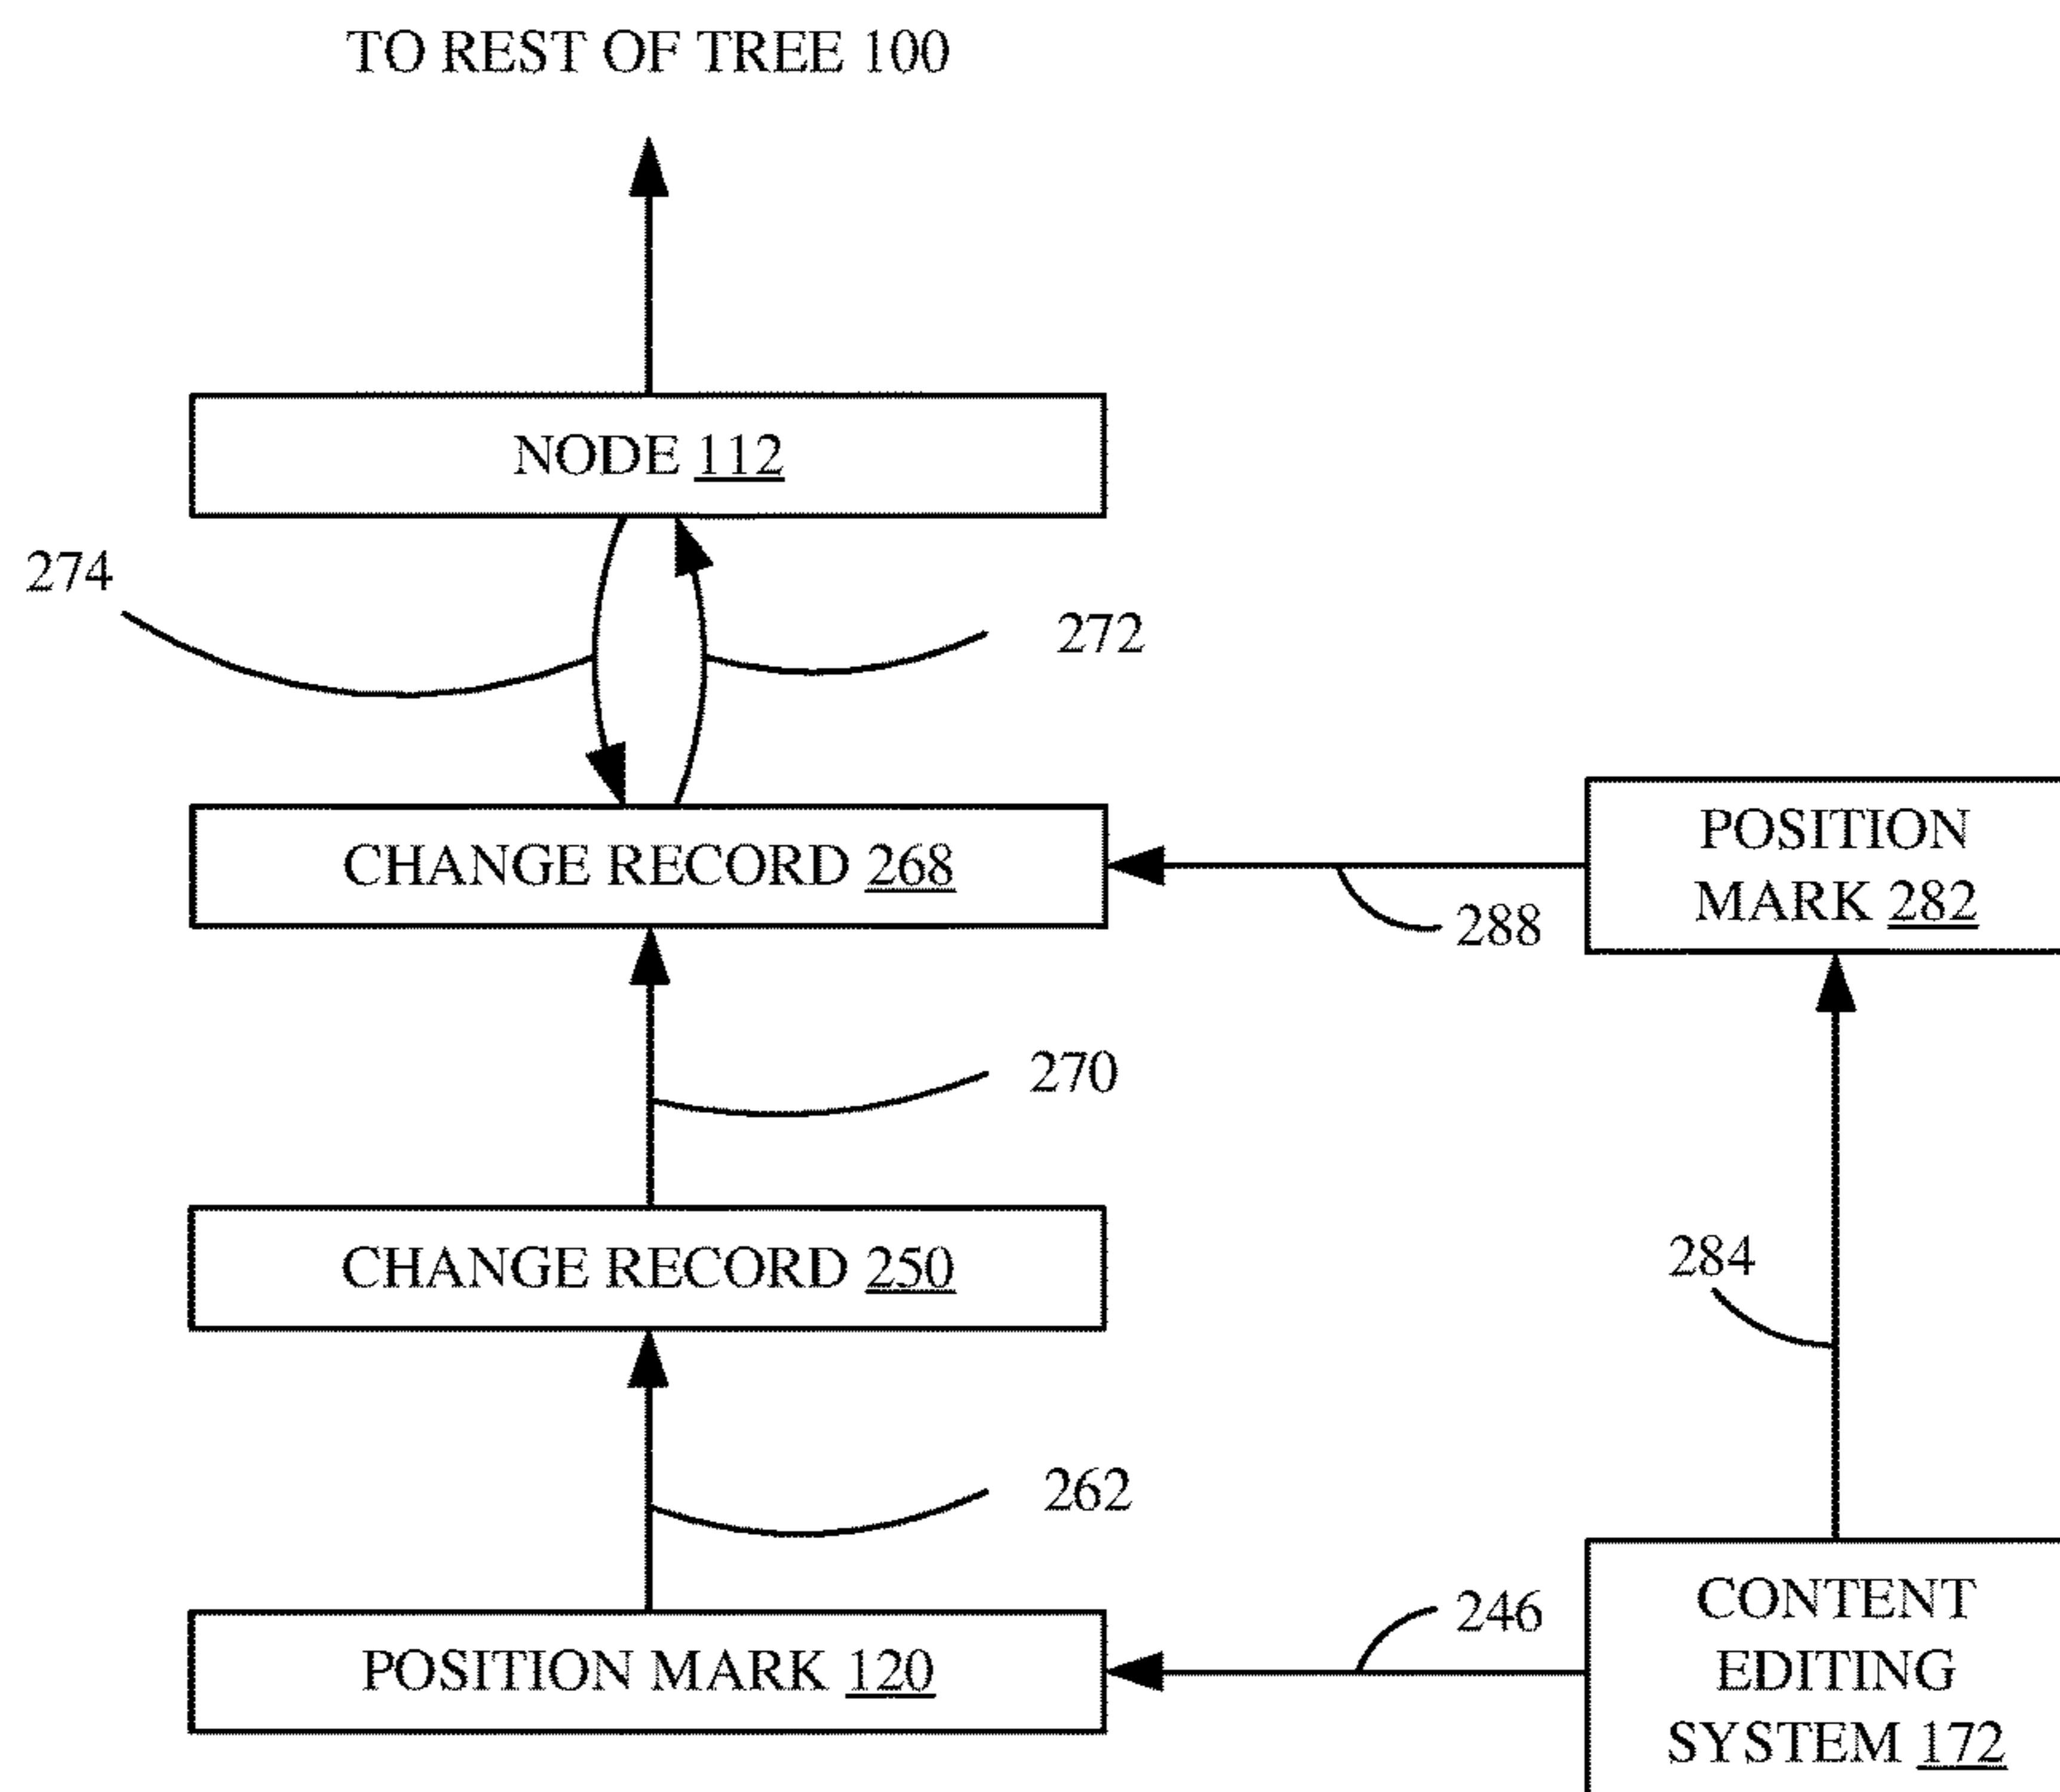 TO REST OF TREE 100
NODE 112
274
272
CHANGE RECORD 268
POSITION
MARK 282
288
270
CHANGE RECORD 250
284
262
246
POSITION MARK 120
CONTENT
EDITING
SYSTEM 172